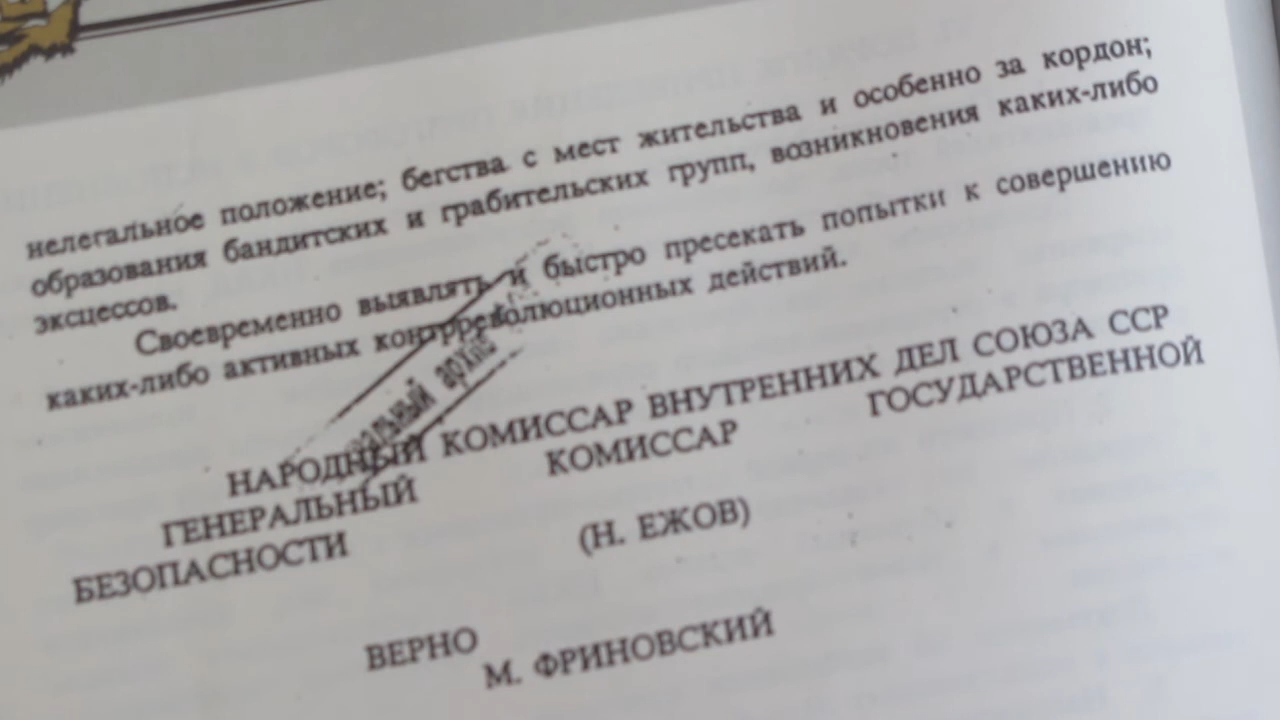 нелегальное положение; бегства с мест жительства и особенно за кордон;
образования бандитских и грабительских групп, возникновения каких-либо
эксцессов.
Своевременно выявлять и быстро пресекать попытки к совершению
каких-либо активных контрреволюционных действий.
архив
НАРОДНЫЙ КОМИССАР ВНУТРЕННИХ ДЕЛ СОЮЗА ССР
ГЕНЕРАЛЬНЫЙ КОМИССАР ГОСУДАРСТВЕННОЙ
БЕЗОПАСНОСТИ
(Н. ЕЖОВ)
ВЕРНО
М. ФРИНОВСКИЙ